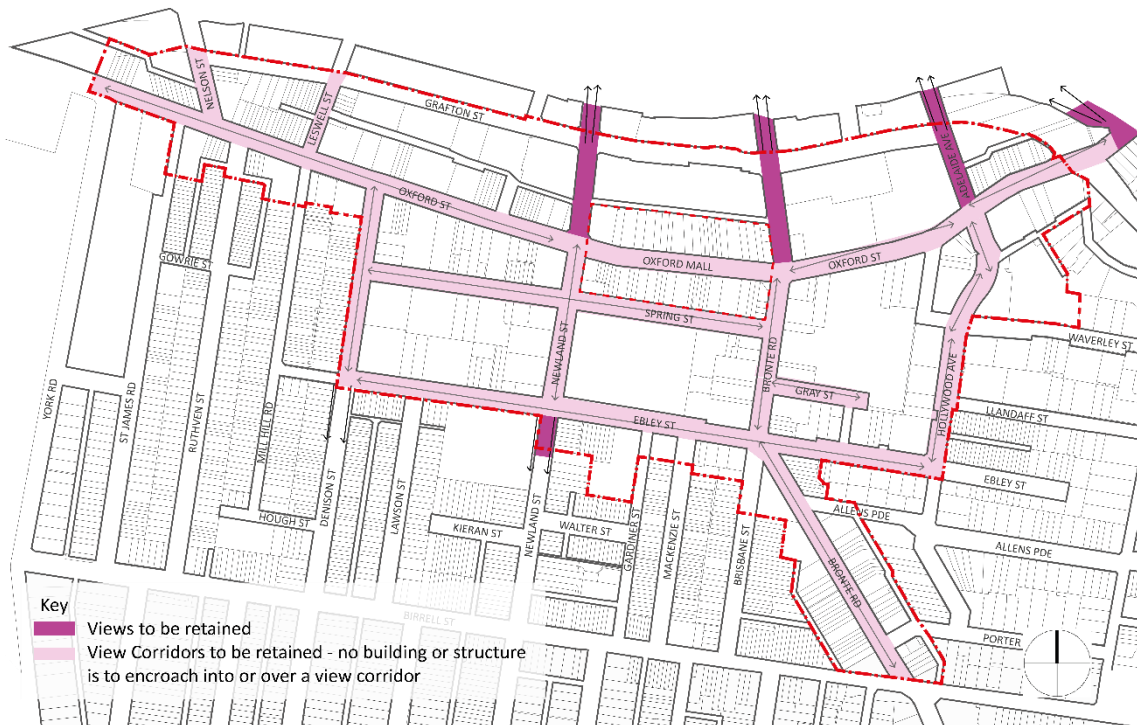 NELSON ST
LESWELL ST
GRAFTON ST
ADELAIDE AVE
OXFORD ST
OXFORD MALL
OXFORD ST
GOWRIE ST
SPRING ST
NEWLAND ST
BRONTE RD
WAVERLEY ST
GRAY ST
HOLLYWOOD AVE
LLANDAFF ST
YORK RD
ST JAMES RD
RUTHVEN ST
MILL HILL RD
EBLEY ST
EBLEY ST
DENISON ST
LAWSON ST
HOUGH ST
KIERAN ST
NEWLAND ST
WALTER ST
GARDINER ST
MACKENZIE ST
BRISBANE ST
ALLENS PDE
ALLENS PDE
BRONTE RD
BIRRELL ST
PORTER
Key
Views to be retained
View Corridors to be retained - no building or structure
is to encroach into or over a view corridor